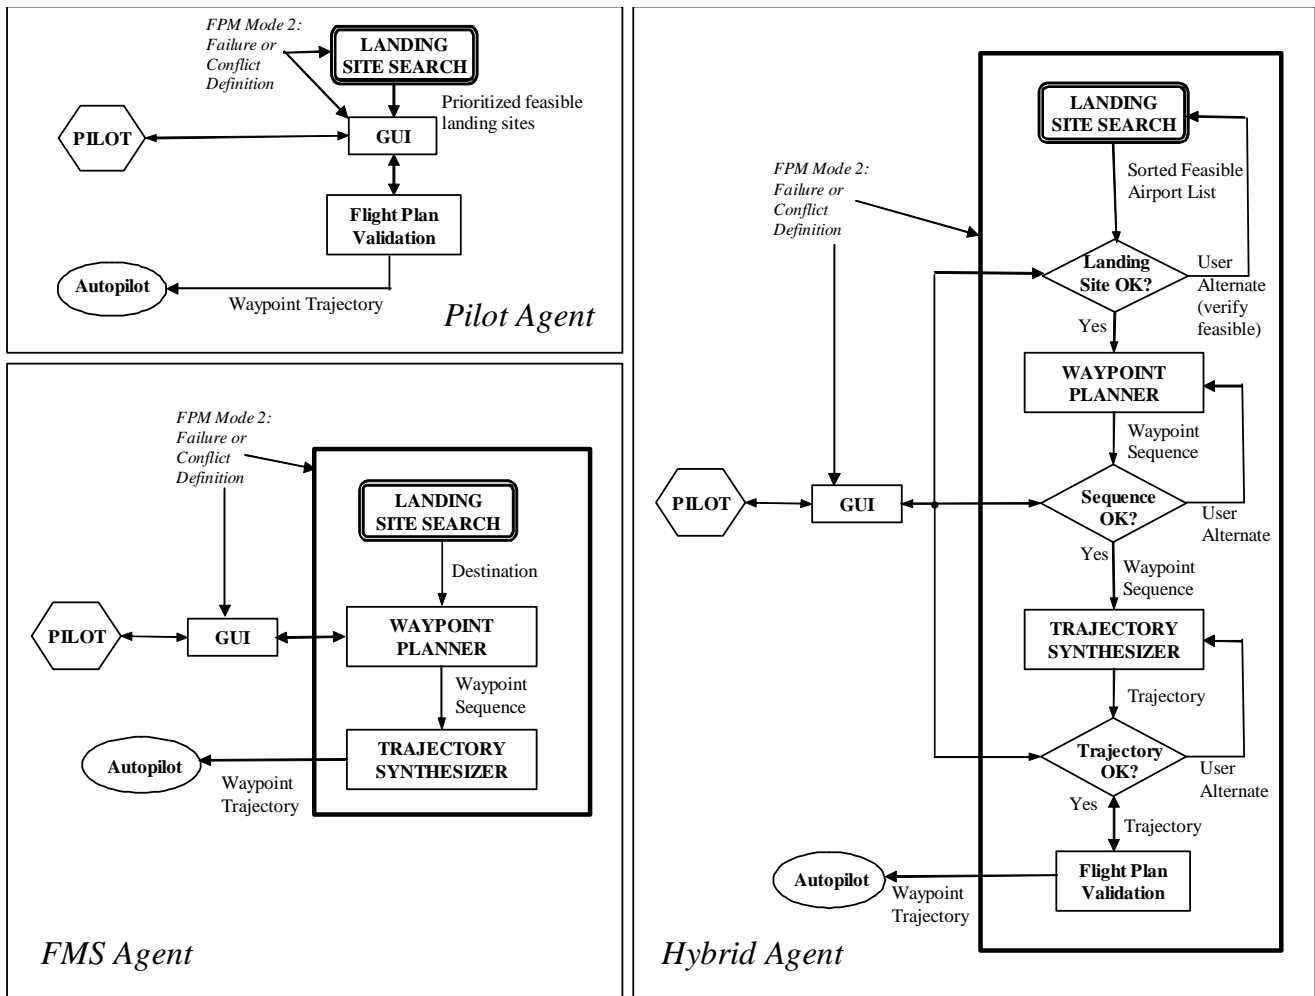 FPM Mode 2:
Failure or
Conflict
Definition
LANDING
SITE SEARCH
Prioritized feasible
landing sites
PILOT
GUI
Flight Plan
Validation
Autopilot
Waypoint Trajectory
Pilot Agent
FPM Mode 2:
Failure or
Conflict
Definition
LANDING
SITE SEARCH
Destination
PILOT
GUI
WAYPOINT
PLANNER
Waypoint
Sequence
TRAJECTORY
SYNTHESIZER
Autopilot
Waypoint
Trajectory
FMS Agent
LANDING
SITE SEARCH
FPM Mode 2:
Failure or
Conflict
Definition
Sorted Feasible
Airport List
Landing
Site OK?
User
Alternate
(verify
feasible)
Yes
WAYPOINT
PLANNER
Waypoint
Sequence
PILOT
GUI
Sequence
OK?
User
Alternate
Yes
Waypoint
Sequence
TRAJECTORY
SYNTHESIZER
Trajectory
Trajectory
OK?
User
Alternate
Yes
Trajectory
Flight Plan
Validation
Autopilot
Waypoint
Trajectory
Hybrid Agent